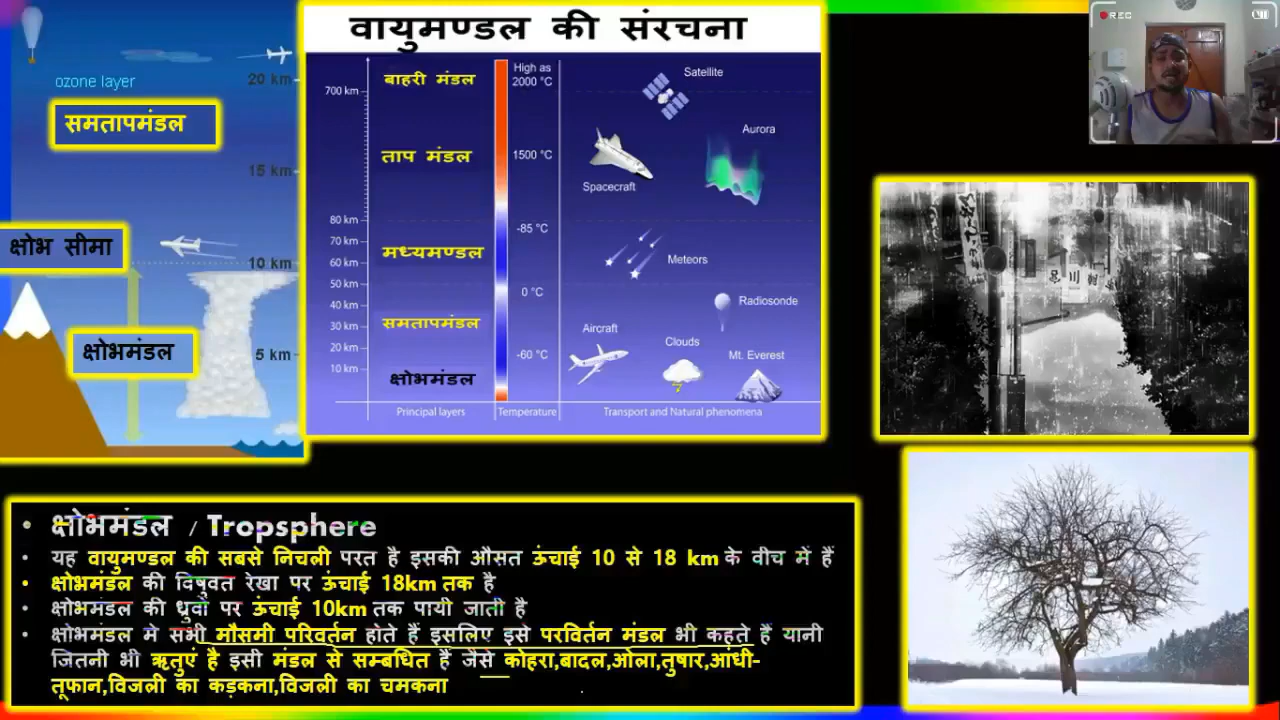 वायुमण्डल की संरचना
REC
ozone layer
20 km
समतापमंडल
15 km
क्षोभ सीमा
10 km
क्षोभमंडल
5 km
बाहरी मंडल
High as
2000 °C
Satellite
700 km
Aurora
ताप मंडल
1500 °C
Spacecraft
80 km
-85 °C
70 km
मध्यमण्डल
60 km
Meteors
50 km
0 °C
40 km
Radiosonde
30 km
समतापमंडल
Aircraft
20 km
-60 °C
Clouds
Mt. Everest
10 km
क्षोभमंडल
Principal layers
Temperature
Transport and Natural phenomena
• क्षोभमंडल / Tropsphere
• यह वायुमण्डल की सबसे निचली परत है इसकी औसत ऊंचाई 10 से 18 km के वीच में हैं
• क्षोभमंडल की विषुवत रेखा पर ऊंचाई 18km तक है
• क्षोभमंडल की ध्रुवों पर ऊंचाई 10km तक पायी जाती है
• क्षोभमंडल मे सभी मौसमी परिवर्तन होते हैं इसलिए इसे परविर्तन मंडल भी कहते हैं यानी
जितनी भी ऋतुएं है इसी मंडल से सम्बधित हैं जैसे कोहरा,बादल,ओला,तुषार,आंधी-
तूफान,विजली का कड़कना,विजली का चमकना